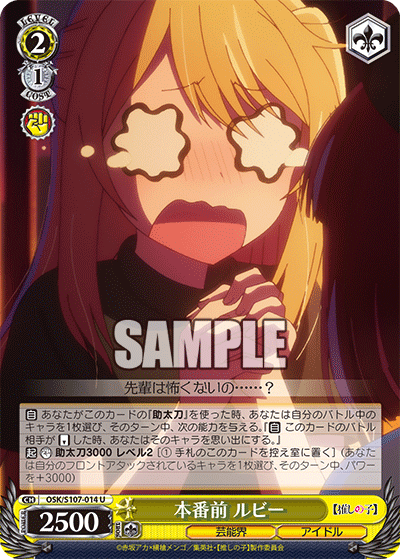 LEVEL
2
1
COST
SAMPLE
先輩は怖くないの……？
【自】 あなたがこのカードの「助太刀」を使った時、あなたは自分のバトル中の
キャラを1枚選び、そのターン中、次の能力を与える。『【自】 このカードのバトル
相手が した時、あなたはそのキャラを思い出にする。』
【起】 助太刀3000 レベル2 [① 手札のこのカードを控え室に置く] （あなた
は自分のフロントアタックされているキャラを1枚選び、そのターン中、パワー
を＋3000）
CH OSK/S107-014 U
2500
本番前 ルビー
【推しの子】
芸能界
アイドル
©赤坂アカ×横槍メンゴ／集英社・【推しの子】製作委員会